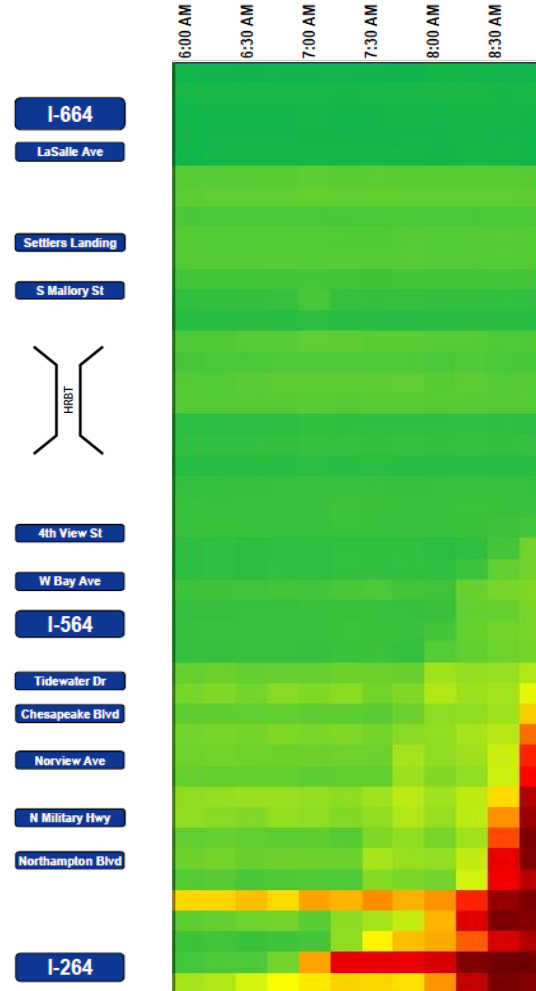 6:00 AM
6:30 AM
7:00 AM
7:30 AM
8:00 AM
8:30 AM
I-664
LaSalle Ave
Settlers Landing
S Mallory St
HRBT
4th View St
W Bay Ave
I-564
Tidewater Dr
Chesapeake Blvd
Norview Ave
N Military Hwy
Northampton Blvd
I-264